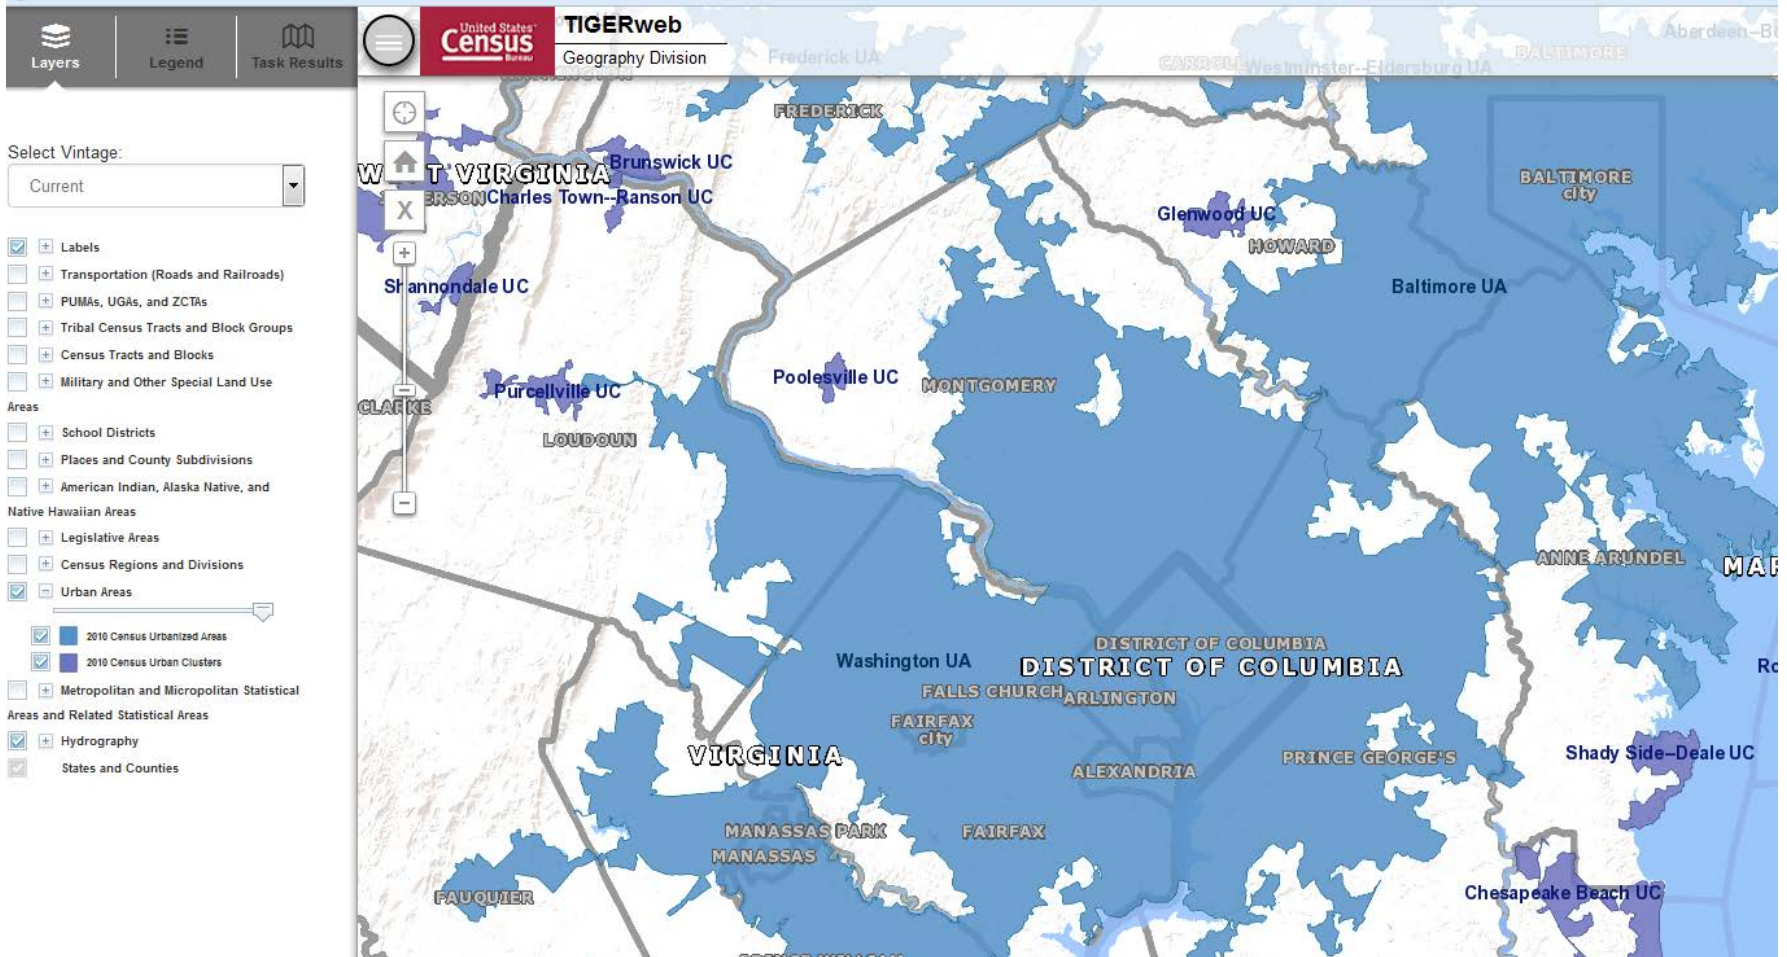 Layers
Legend
Task Results
United States™
Census
Bureau
TIGERweb
Geography Division
Select Vintage:
Current
Labels
Transportation (Roads and Railroads)
PUMAs, UGAs, and ZCTAs
Tribal Census Tracts and Block Groups
Census Tracts and Blocks
Military and Other Special Land Use
Areas
School Districts
Places and County Subdivisions
American Indian, Alaska Native, and
Native Hawaiian Areas
Legislative Areas
Census Regions and Divisions
Urban Areas
2010 Census Urbanized Areas
2010 Census Urban Clusters
Metropolitan and Micropolitan Statistical
Areas and Related Statistical Areas
Hydrography
States and Counties
Frederick UA
CARROLL
Westminster--Eldersburg UA
BALTIMORE
FREDERICK
Brunswick UC
VIRGINIA
Charles Town--Ranson UC
BALTIMORE
city
Glenwood UC
HOWARD
Shannondale UC
Baltimore UA
Purcellville UC
Poolesville UC
MONTGOMERY
CLARKE
LOUDOUN
ANNE ARUNDEL
DISTRICT OF COLUMBIA
Washington UA
DISTRICT OF COLUMBIA
FALLS CHURCH
ARLINGTON
FAIRFAX
city
VIRGINIA
PRINCE GEORGE'S
Shady Side--Deale UC
ALEXANDRIA
MANASSAS PARK
FAIRFAX
MANASSAS
FAUQUIER
Chesapeake Beach UC